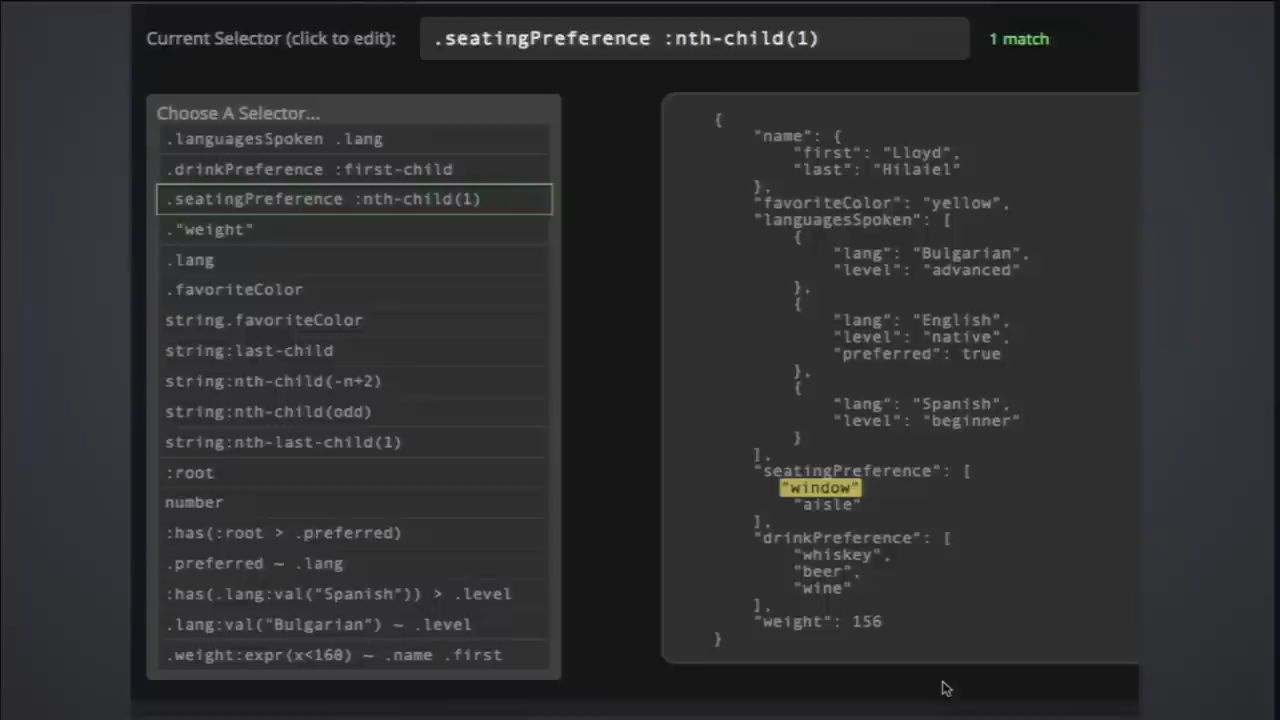 Current Selector (click to edit): .seatingPreference :nth-child(1) 1 match
Choose A Selector...
.languagesSpoken .lang
.drinkPreference :first-child
.seatingPreference :nth-child(1)
."weight"
.lang
.favoriteColor
string.favoriteColor
string:last-child
string:nth-child(-n+2)
string:nth-child(odd)
string:nth-last-child(1)
:root
number
:has(:root > .preferred)
.preferred ~ .lang
:has(.lang:val("Spanish")) > .level
.lang:val("Bulgarian") ~ .level
.weight:expr(x<160) ~ .name .first
{
"name": {
"first": "Lloyd",
"last": "Hilaiel"
},
"favoriteColor": "yellow",
"languagesSpoken": [
{
"lang": "Bulgarian",
"level": "advanced"
},
{
"lang": "English",
"level": "native",
"preferred": true
},
{
"lang": "Spanish",
"level": "beginner"
}
],
"seatingPreference": [
"window"
"aisle"
],
"drinkPreference": [
"whiskey",
"beer",
"wine"
],
"weight": 156
}